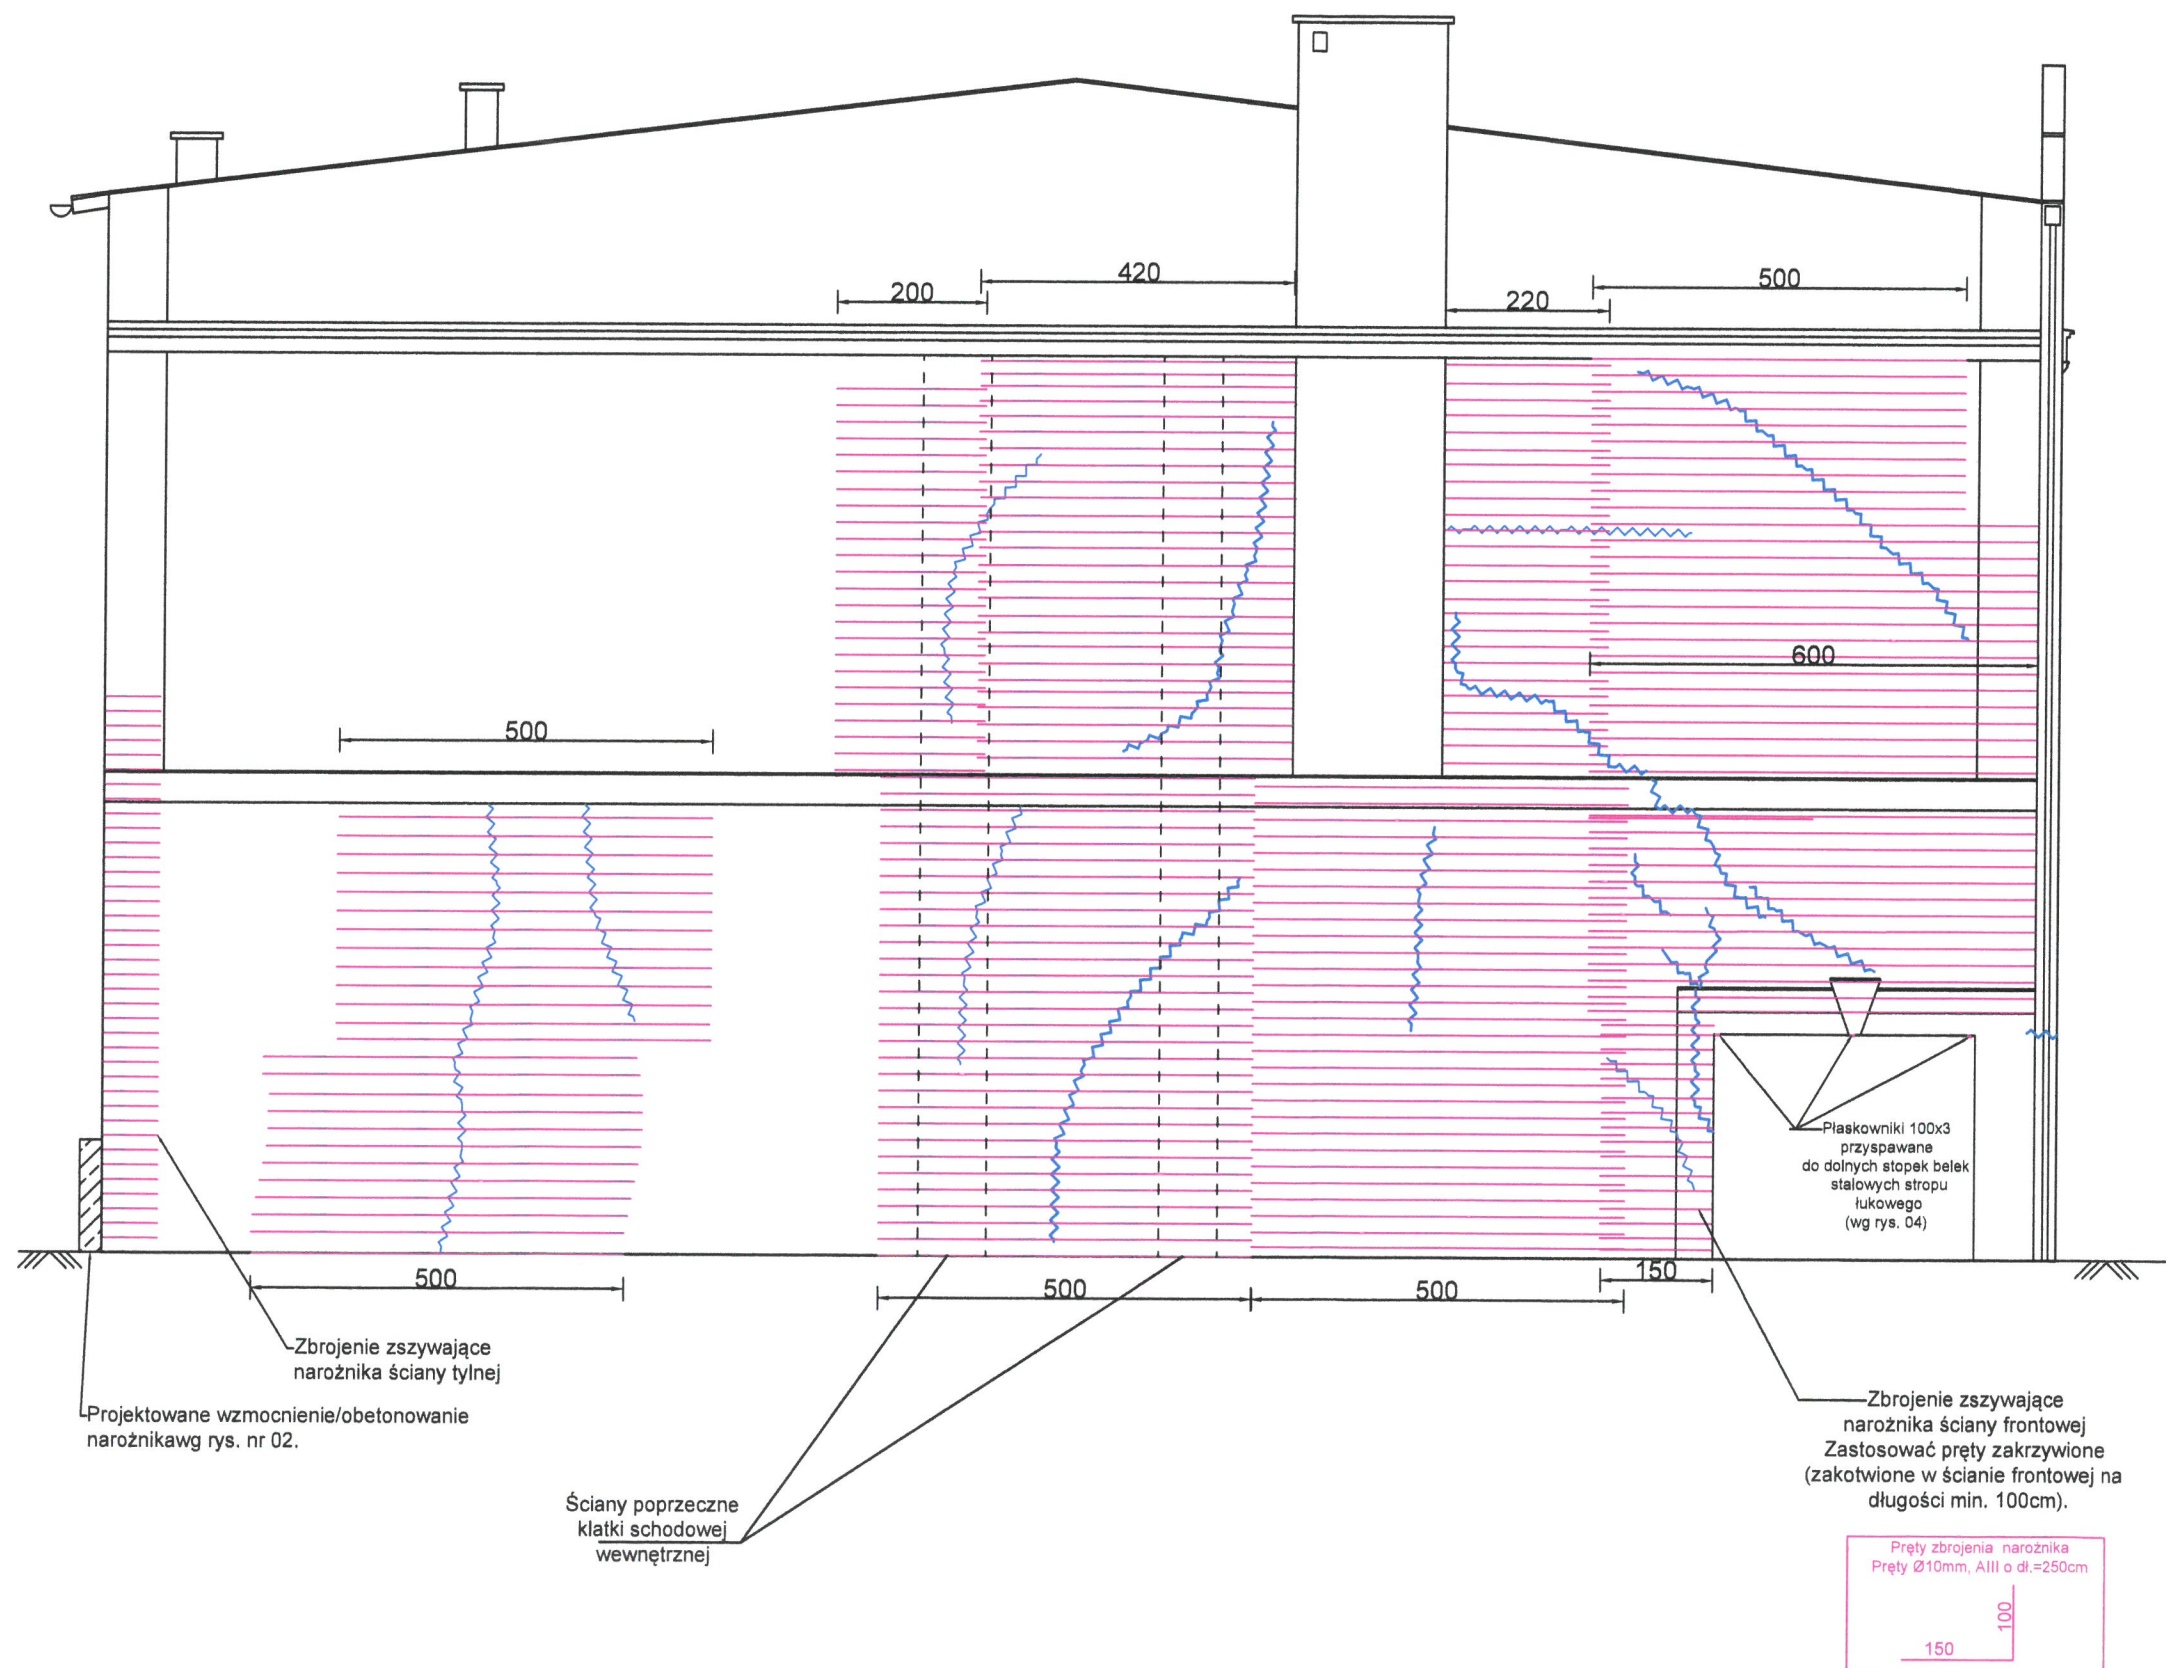 420
200
500
220
600
500
Płaskowniki 100x3
przyspawane
do dolnych stopek belek
stalowych stropu
łukowego
(wg rys. 04)
500
500
500
150
Zbrojenie zszywające
narożnika ściany tylnej
Projektowane wzmocnienie/obetonowanie
narożnikawg rys. nr 02.
Ściany poprzeczne
klatki schodowej
wewnętrznej
Zbrojenie zszywające
narożnika ściany frontowej
Zastosować pręty zakrzywione
(zakotwione w ścianie frontowej na
długości min. 100cm).
Pręty zbrojenia narożnika
Pręty Ø10mm, AIII o dł.=250cm
100
150